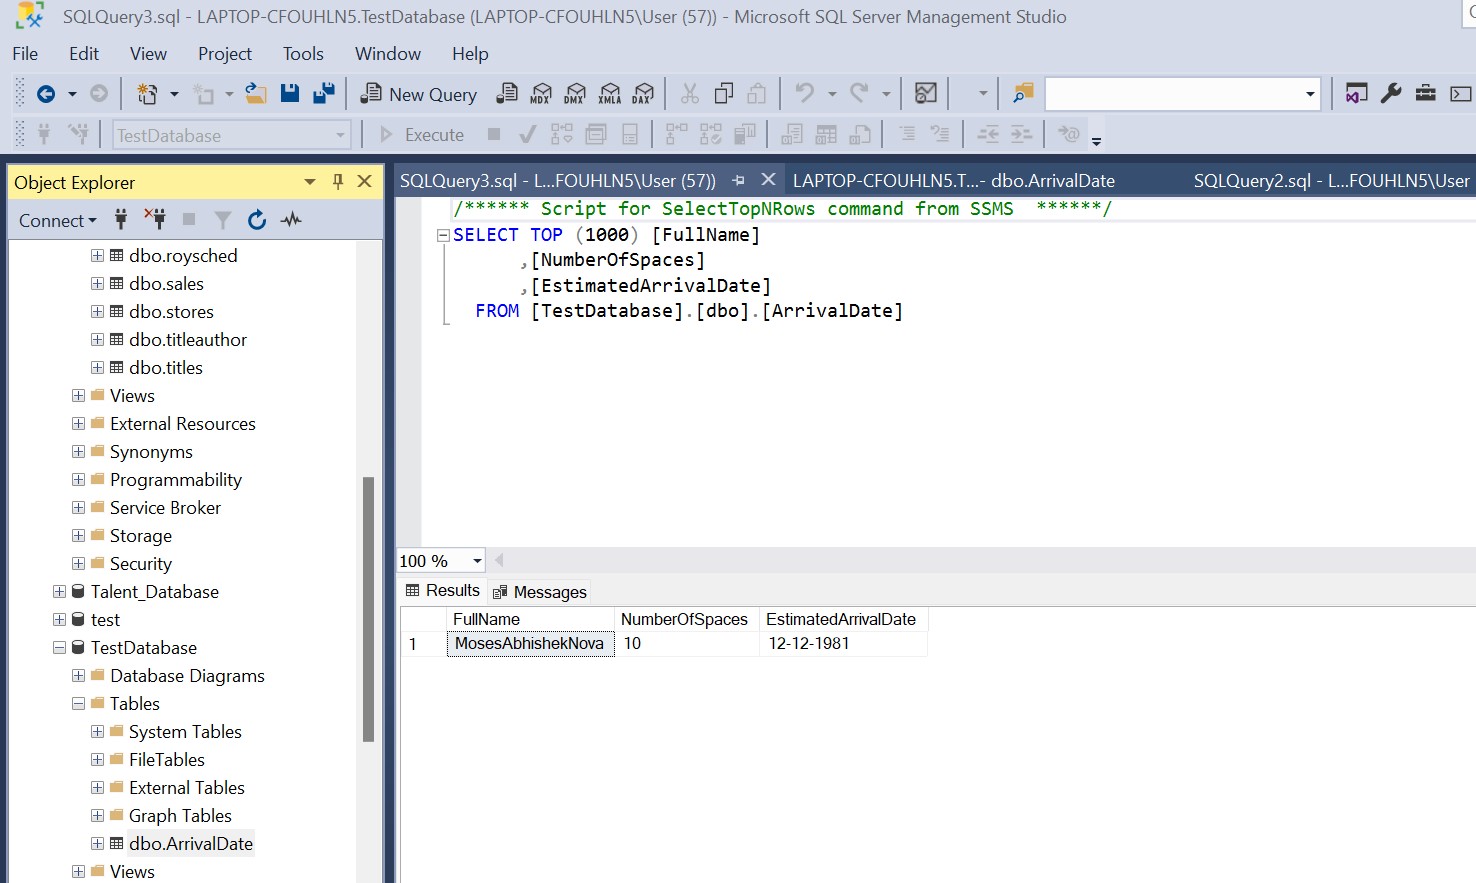 SQLQuery3.sql - LAPTOP-CFOUHLN5.TestDatabase (LAPTOP-CFOUHLN5\User (57)) - Microsoft SQL Server Management Studio
File Edit View Project Tools Window Help
New Query MDX DMX XMLA DAX
TestDatabase Execute
Object Explorer
Connect
dbo.roysched
dbo.sales
dbo.stores
dbo.titleauthor
dbo.titles
Views
External Resources
Synonyms
Programmability
Service Broker
Storage
Security
Talent_Database
test
TestDatabase
Database Diagrams
Tables
System Tables
FileTables
External Tables
Graph Tables
dbo.ArrivalDate
Views
SQLQuery3.sql - L...FOUHLN5\User (57)) LAPTOP-CFOUHLN5.T...- dbo.ArrivalDate SQLQuery2.sql - L...FOUHLN5\User
/****** Script for SelectTopNRows command from SSMS  ******/
SELECT TOP (1000) [FullName]
,[NumberOfSpaces]
,[EstimatedArrivalDate]
FROM [TestDatabase].[dbo].[ArrivalDate]
100 %
Results Messages
FullName NumberOfSpaces EstimatedArrivalDate
1 MosesAbhishekNova 10 12-12-1981